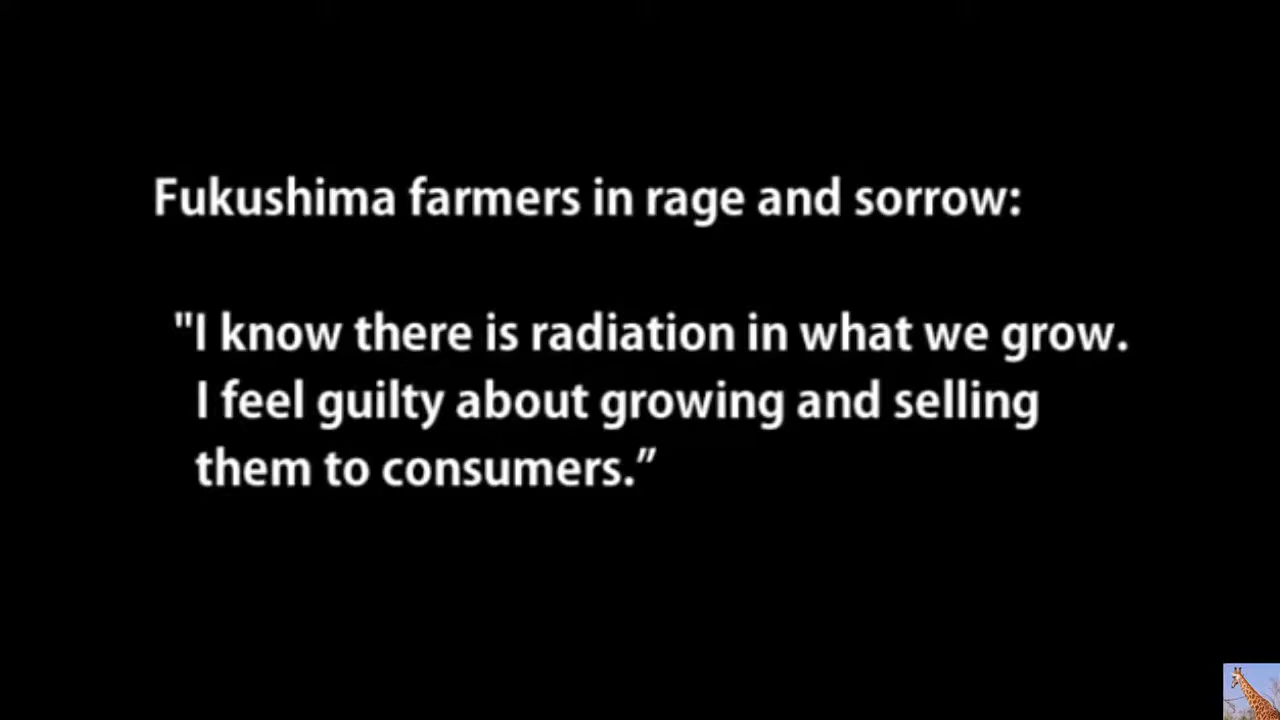 Fukushima farmers in rage and sorrow:
"I know there is radiation in what we grow.
I feel guilty about growing and selling
them to consumers.”